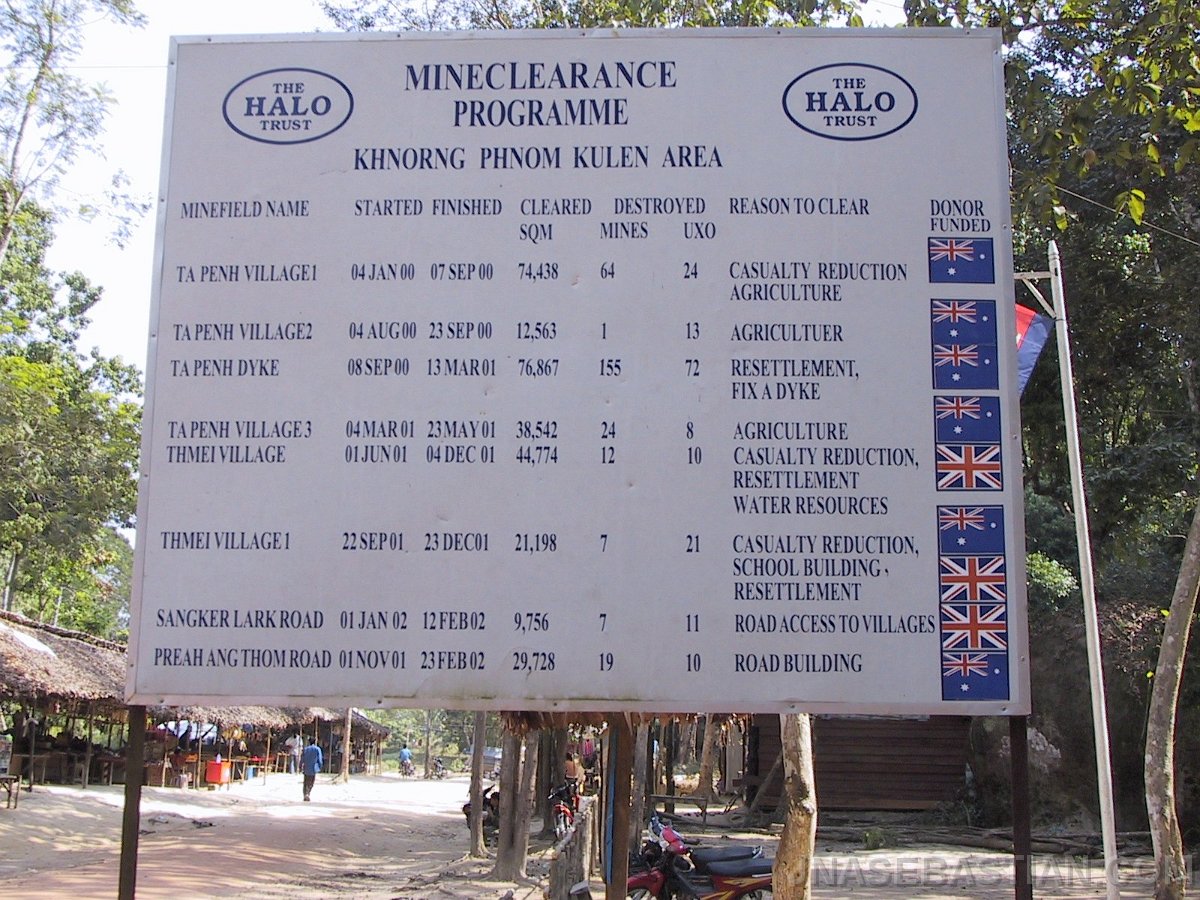 THE HALO TRUST
MINECLEARANCE
PROGRAMME
THE HALO TRUST
KHNORNG PHNOM KULEN AREA
MINEFIELD NAME STARTED FINISHED CLEARED DESTROYED REASON TO CLEAR DONOR
SQM MINES UXO FUNDED
TA PENH VILLAGE1 04 JAN 00 07 SEP 00 74,438 64 24 CASUALTY REDUCTION
AGRICULTURE
TA PENH VILLAGE2 04 AUG 00 23 SEP 00 12,563 1 13 AGRICULTUER
TA PENH DYKE 08 SEP 00 13 MAR 01 76,867 155 72 RESETTLEMENT,
FIX A DYKE
TA PENH VILLAGE3 04 MAR 01 23 MAY 01 38,542 24 8 AGRICULTURE
THMEI VILLAGE 01 JUN 01 04 DEC 01 44,774 12 10 CASUALTY REDUCTION,
RESETTLEMENT
WATER RESOURCES
THMEI VILLAGE 1 22 SEP 01 23 DEC 01 21,198 7 21 CASUALTY REDUCTION,
SCHOOL BUILDING,
RESETTLEMENT
SANGKER LARK ROAD 01 JAN 02 12 FEB 02 9,756 7 11 ROAD ACCESS TO VILLAGES
PREAH ANG THOM ROAD 01 NOV 01 23 FEB 02 29,728 19 10 ROAD BUILDING
JNASEBASTIAN.COM